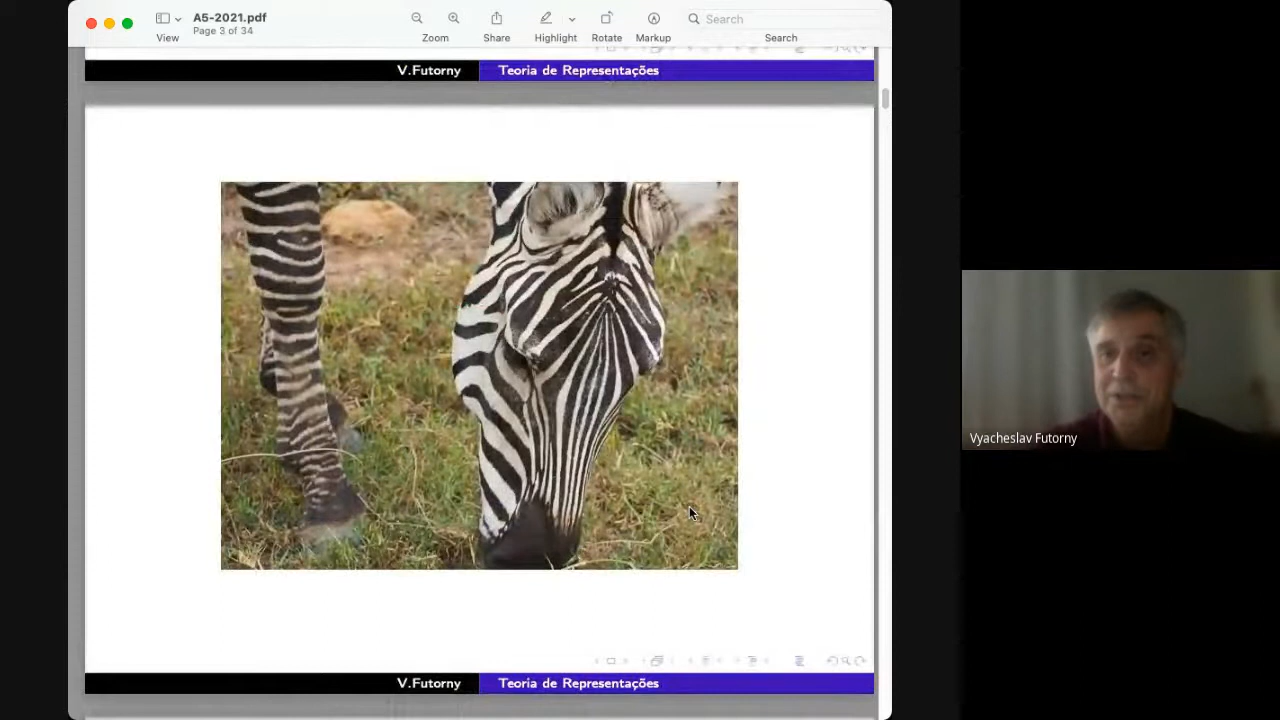 A5-2021.pdf
Page 3 of 34
View
Zoom
Share
Highlight
Rotate
Markup
Search
Search
V.Futorny
Teoria de Representações
V.Futorny
Teoria de Representações
Vyacheslav Futorny